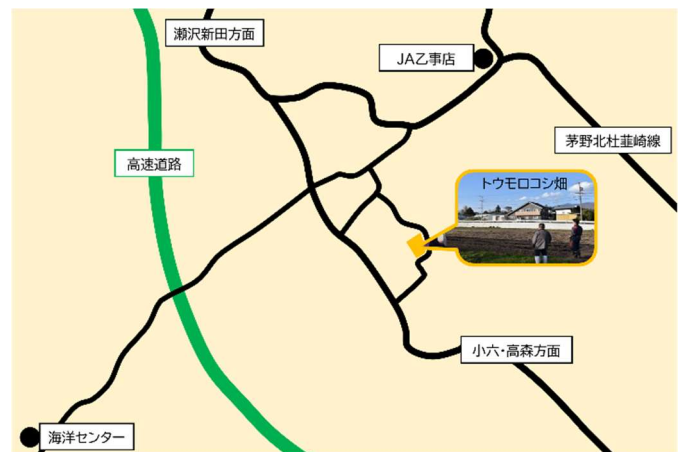 瀬沢新田方面
JA乙事店
茅野北杜韮崎線
高速道路
トウモロコシ畑
小六・高森方面
海洋センター